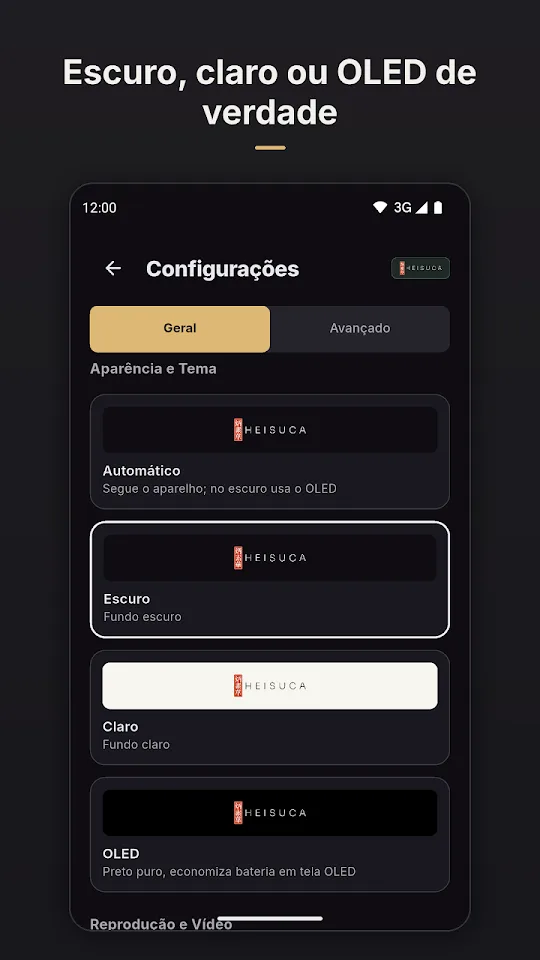 Escuro, claro ou OLED de
verdade
12:00
3G
Configurações
HEISUCA
Geral
Avançado
Aparência e Tema
HEISUCA
Automático
Segue o aparelho; no escuro usa o OLED
HEISUCA
Escuro
Fundo escuro
HEISUCA
Claro
Fundo claro
HEISUCA
OLED
Preto puro, economiza bateria em tela OLED
Reprodução e Vídeo